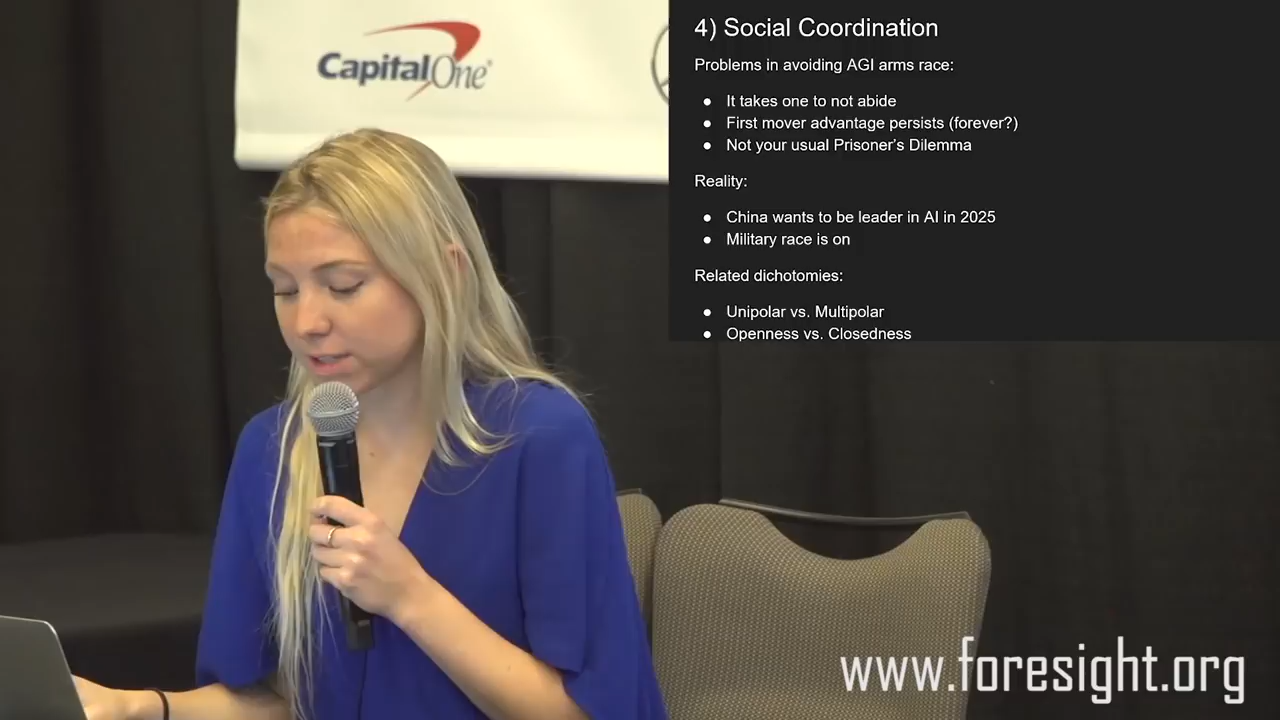 CapitalOne®
4) Social Coordination
Problems in avoiding AGI arms race:
● It takes one to not abide
● First mover advantage persists (forever?)
● Not your usual Prisoner's Dilemma
Reality:
● China wants to be leader in AI in 2025
● Military race is on
Related dichotomies:
● Unipolar vs. Multipolar
● Openness vs. Closedness
www.foresight.org